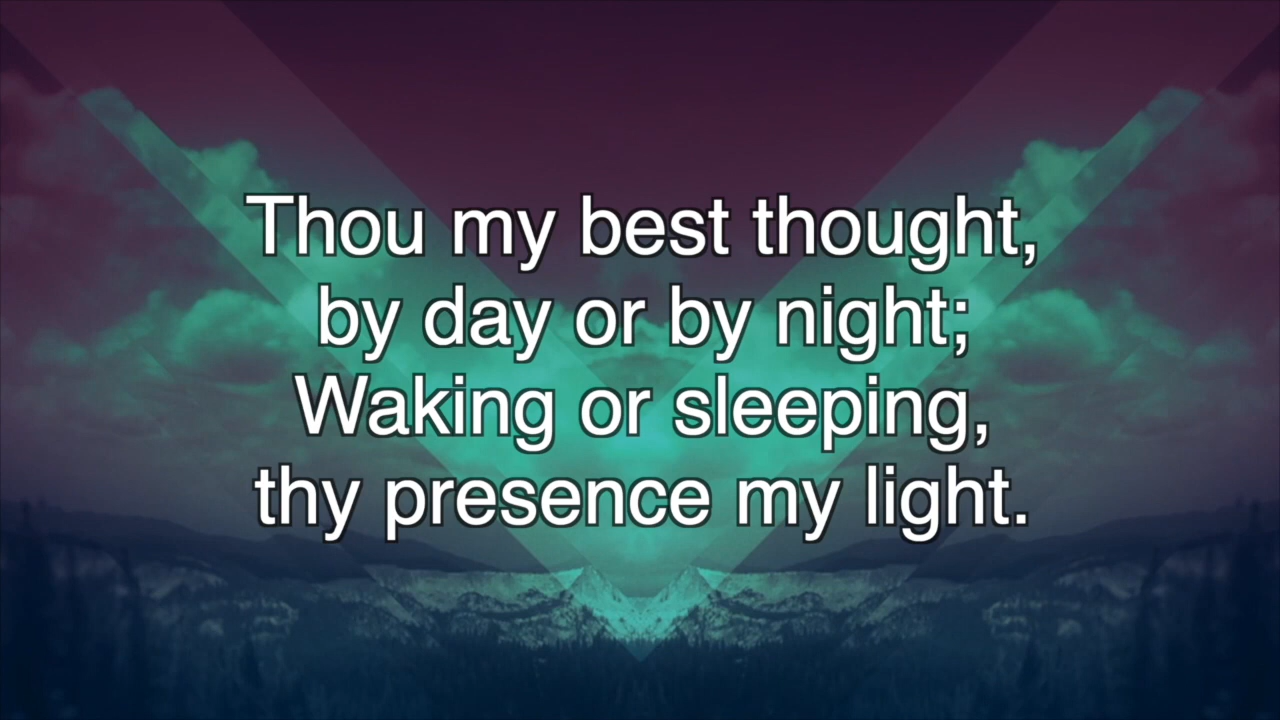 Thou my best thought,
by day or by night;
Waking or sleeping,
thy presence my light.